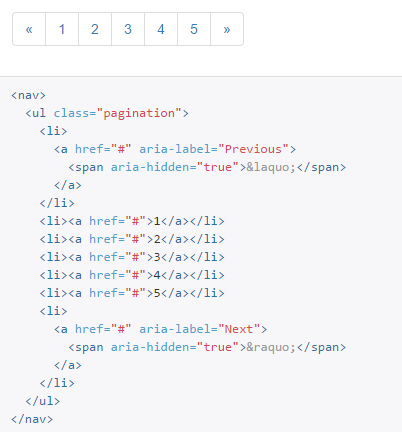 « 1 2 3 4 5 »
<nav>
  <ul class="pagination">
    <li>
      <a href="#" aria-label="Previous">
        <span aria-hidden="true">&laquo;</span>
      </a>
    </li>
    <li><a href="#">1</a></li>
    <li><a href="#">2</a></li>
    <li><a href="#">3</a></li>
    <li><a href="#">4</a></li>
    <li><a href="#">5</a></li>
    <li>
      <a href="#" aria-label="Next">
        <span aria-hidden="true">&raquo;</span>
      </a>
    </li>
  </ul>
</nav>